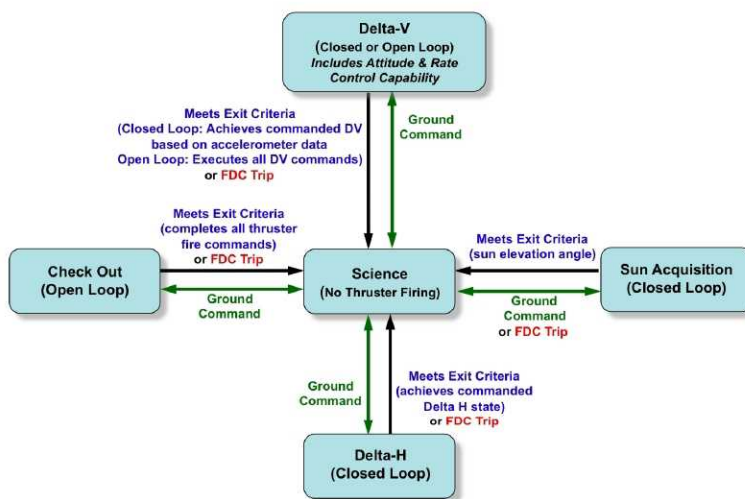 Delta-V
(Closed or Open Loop)
Includes Attitude & Rate
Control Capability
Meets Exit Criteria
(Closed Loop: Achieves commanded DV
based on accelerometer data
Open Loop: Executes all DV commands)
or FDC Trip
Ground
Command
Meets Exit Criteria
(completes all thruster
fire commands)
or FDC Trip
Check Out
(Open Loop)
Ground
Command
Science
(No Thruster Firing)
Meets Exit Criteria
(sun elevation angle)
Ground
Command
or FDC Trip
Sun Acquisition
(Closed Loop)
Ground
Command
Meets Exit Criteria
(achieves commanded
Delta H state)
or FDC Trip
Delta-H
(Closed Loop)